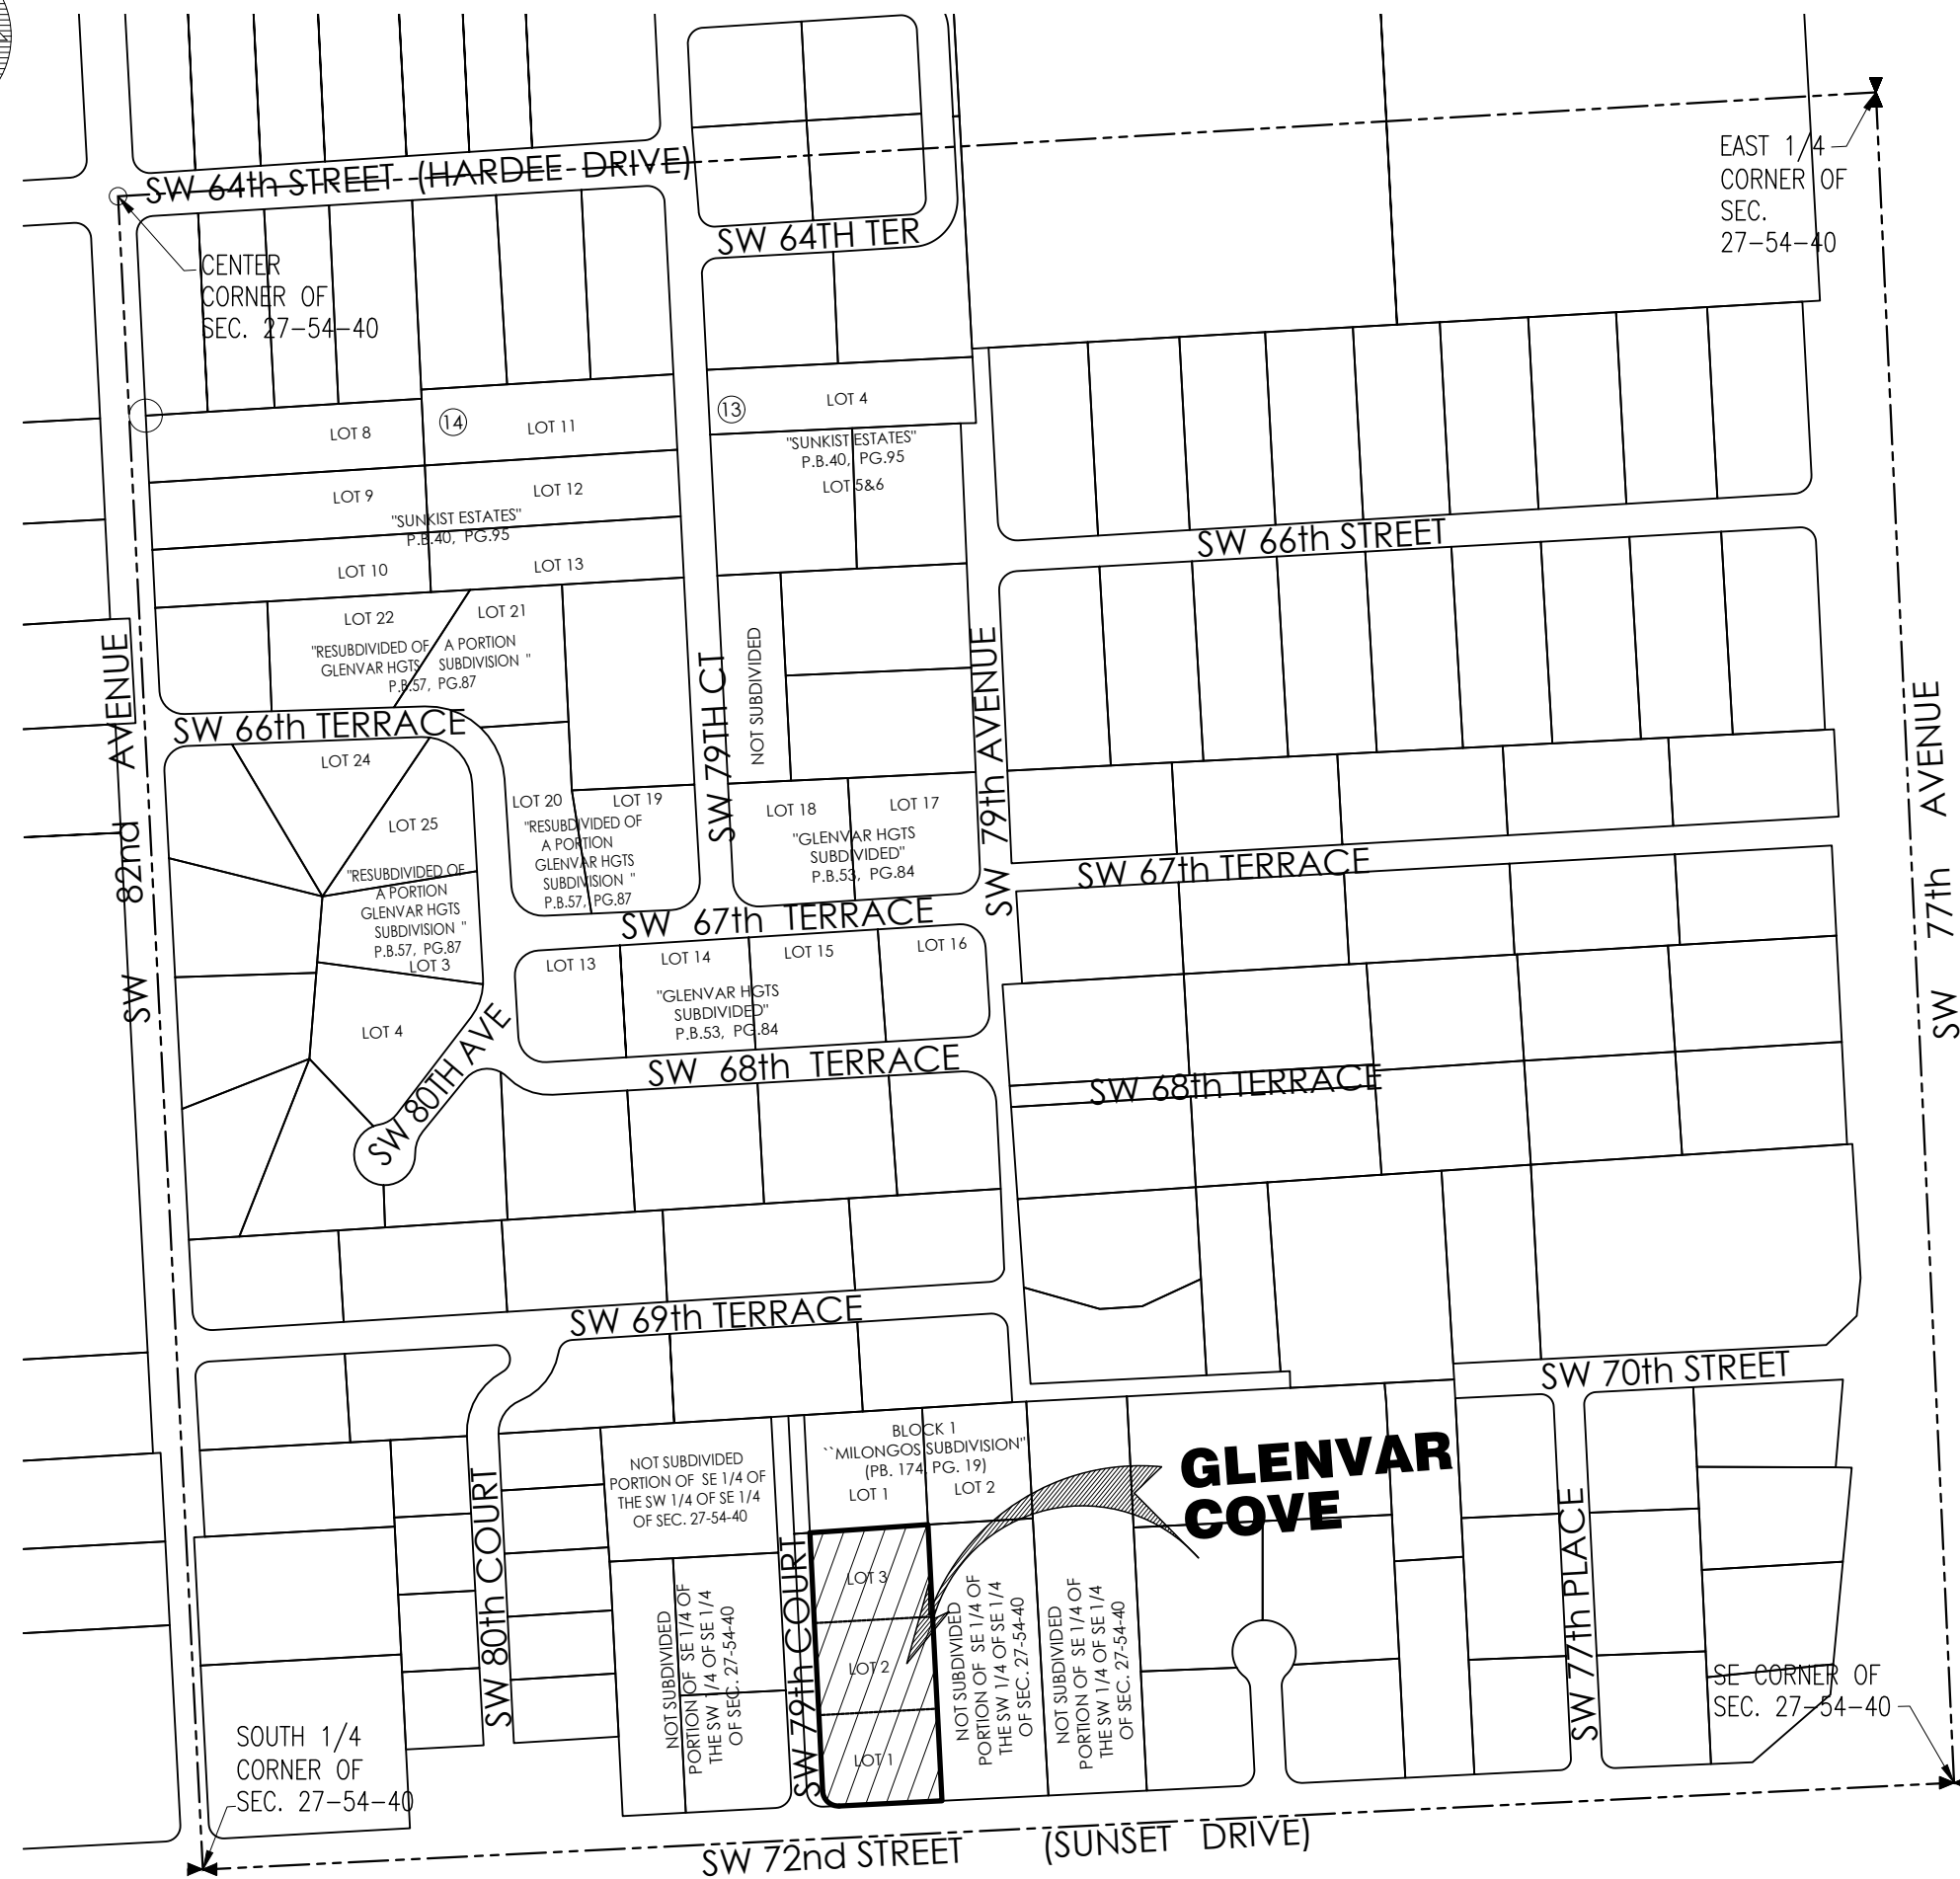 SW 64th STREET (HARDEE DRIVE)
EAST 1/4
CORNER OF
SEC.
27-54-40
SW 64TH TER
CENTER
CORNER OF
SEC. 27-54-40
LOT 8
14
LOT 11
13
LOT 4
"SUNKIST ESTATES"
P.B.40, PG.95
LOT 5&6
LOT 9
LOT 12
"SUNKIST ESTATES"
P.B.40, PG.95
LOT 10
LOT 13
SW 66th STREET
LOT 22
LOT 21
"RESUBDIVIDED OF A PORTION
GLENVAR HGTS SUBDIVISION "
P.B.57, PG.87
NOT SUBDIVIDED
SW 82nd AVENUE
SW 79TH CT
SW 79th AVENUE
SW 77th AVENUE
SW 66th TERRACE
LOT 24
LOT 25
"RESUBDIVIDED OF
A PORTION
GLENVAR HGTS
SUBDIVISION "
P.B.57, PG.87
LOT 3
LOT 4
LOT 20
LOT 19
"RESUBDIVIDED OF
A PORTION
GLENVAR HGTS
SUBDIVISION "
P.B.57, PG.87
LOT 18
LOT 17
"GLENVAR HGTS
SUBDIVIDED"
P.B.53, PG.84
SW 67th TERRACE
SW 67th TERRACE
LOT 13
LOT 14
LOT 15
LOT 16
"GLENVAR HGTS
SUBDIVIDED"
P.B.53, PG.84
SW 80TH AVE
SW 68th TERRACE
SW 68th TERRACE
SW 69th TERRACE
SW 70th STREET
BLOCK 1
``MILONGOS SUBDIVISION"
(PB. 174, PG. 19)
LOT 1
LOT 2
GLENVAR
COVE
NOT SUBDIVIDED
PORTION OF SE 1/4 OF
THE SW 1/4 OF SE 1/4
OF SEC. 27-54-40
SW 80th COURT
NOT SUBDIVIDED
PORTION OF SE 1/4 OF
THE SW 1/4 OF SE 1/4
OF SEC. 27-54-40
SW 79th COURT
LOT 3
LOT 2
LOT 1
NOT SUBDIVIDED
PORTION OF SE 1/4 OF
THE SW 1/4 OF SE 1/4
OF SEC. 27-54-40
NOT SUBDIVIDED
PORTION OF SE 1/4 OF
THE SW 1/4 OF SE 1/4
OF SEC. 27-54-40
SW 77th PLACE
SE CORNER OF
SEC. 27-54-40
SOUTH 1/4
CORNER OF
SEC. 27-54-40
SW 72nd STREET (SUNSET DRIVE)